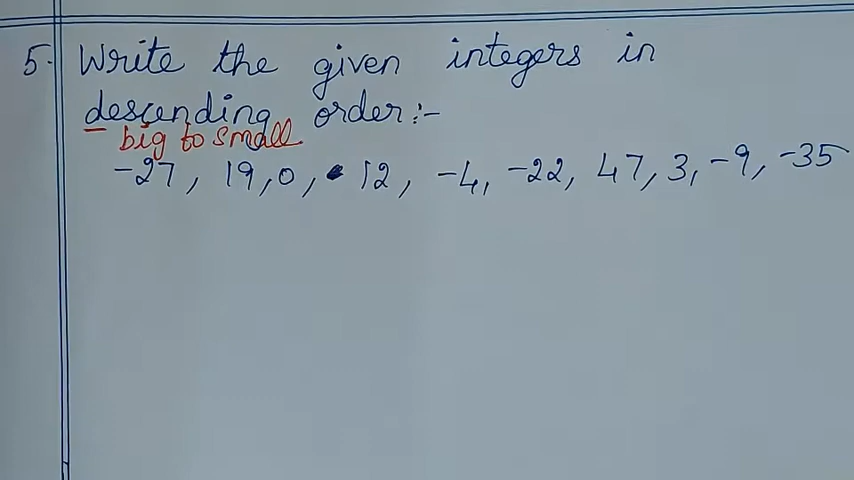 5. Write the given integers in
descending order :-
big to small.
-27, 19, 0, 12, -4, -22, 47, 3, -9, -35